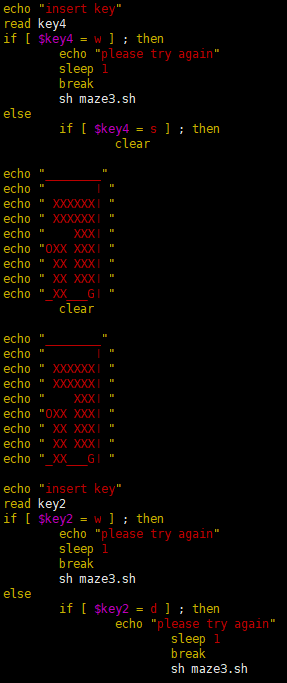 echo "insert key"
read key4
if [ $key4 = w ] ; then
        echo "please try again"
        sleep 1
        break
        sh maze3.sh
else
        if [ $key4 = s ] ; then
                clear

echo "_________"
echo "       | "
echo " XXXXXX| "
echo " XXXXXX| "
echo "    XXX| "
echo "OXX XXX| "
echo " XX XXX| "
echo " XX XXX| "
echo "_XX___G| "
        clear

echo "_________"
echo "       | "
echo " XXXXXX| "
echo " XXXXXX| "
echo "    XXX| "
echo "OXX XXX| "
echo " XX XXX| "
echo " XX XXX| "
echo "_XX___G| "

echo "insert key"
read key2
if [ $key2 = w ] ; then
        echo "please try again"
        sleep 1
        break
        sh maze3.sh
else
        if [ $key2 = d ] ; then
                echo "please try again"
                        sleep 1
                        break
                        sh maze3.sh